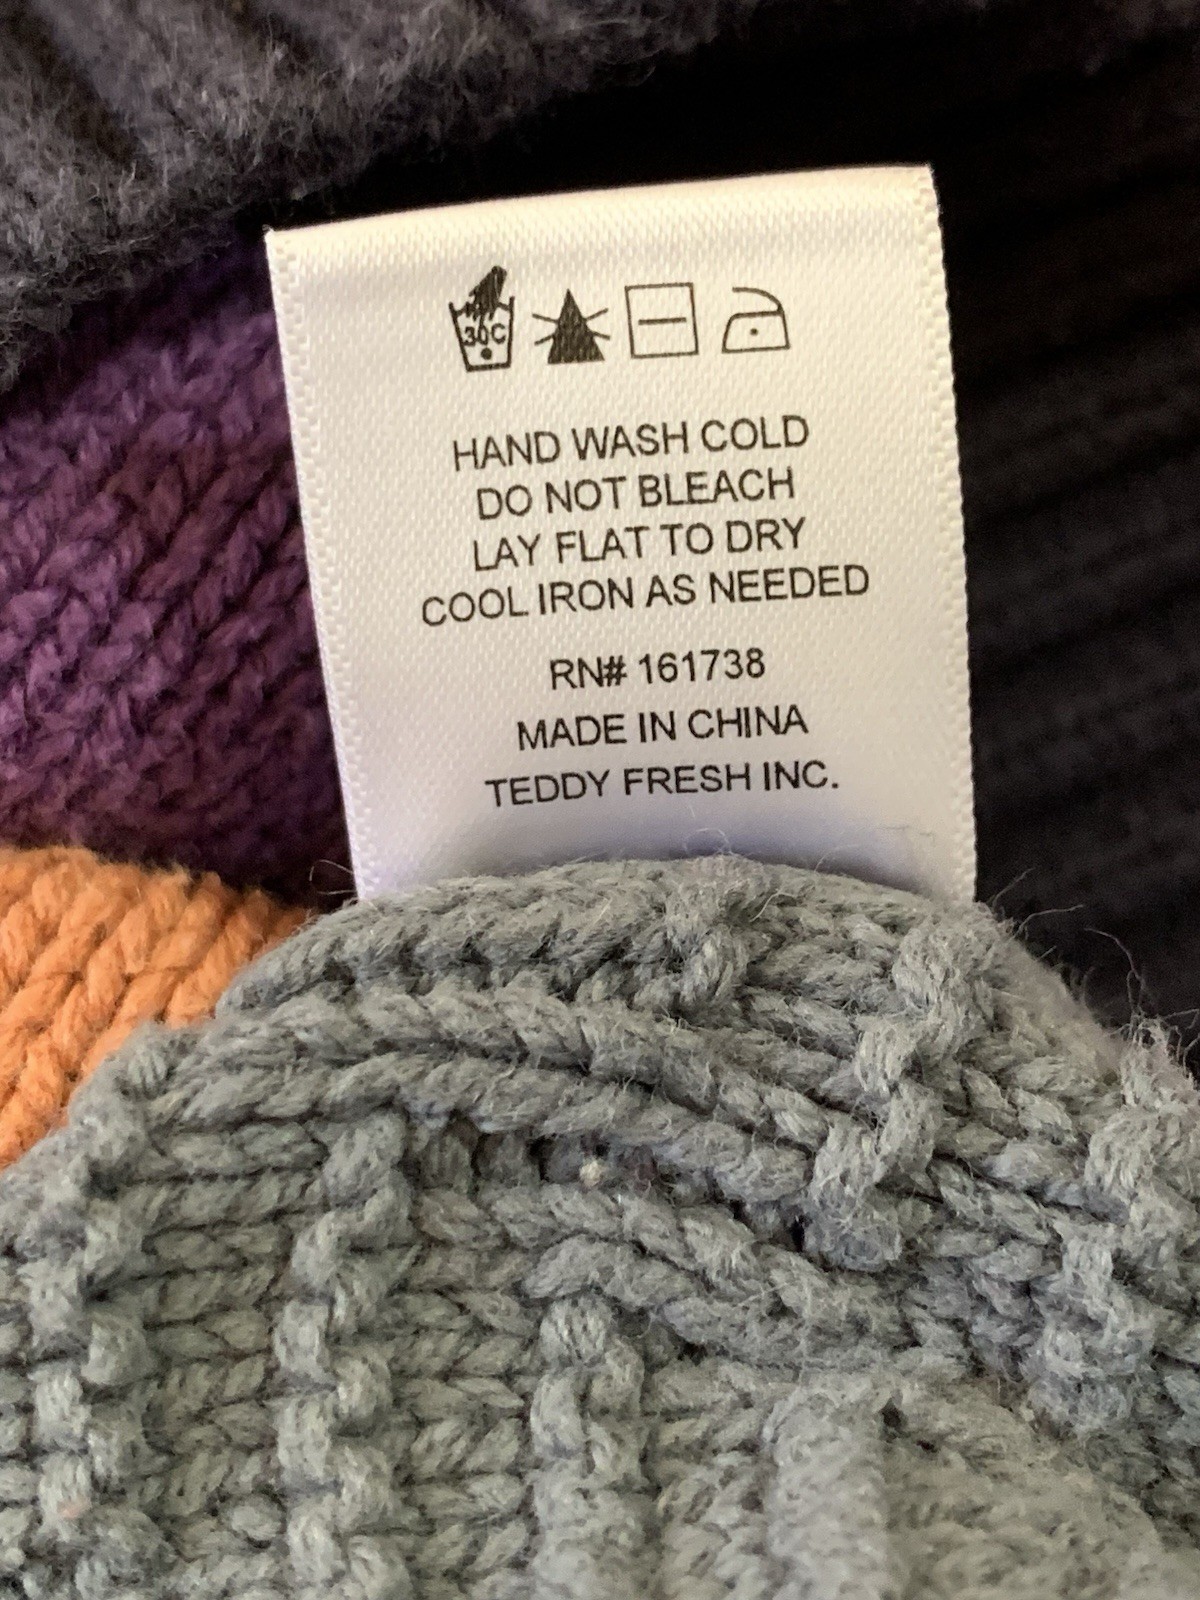 30C
HAND WASH COLD
DO NOT BLEACH
LAY FLAT TO DRY
COOL IRON AS NEEDED
RN# 161738
MADE IN CHINA
TEDDY FRESH INC.